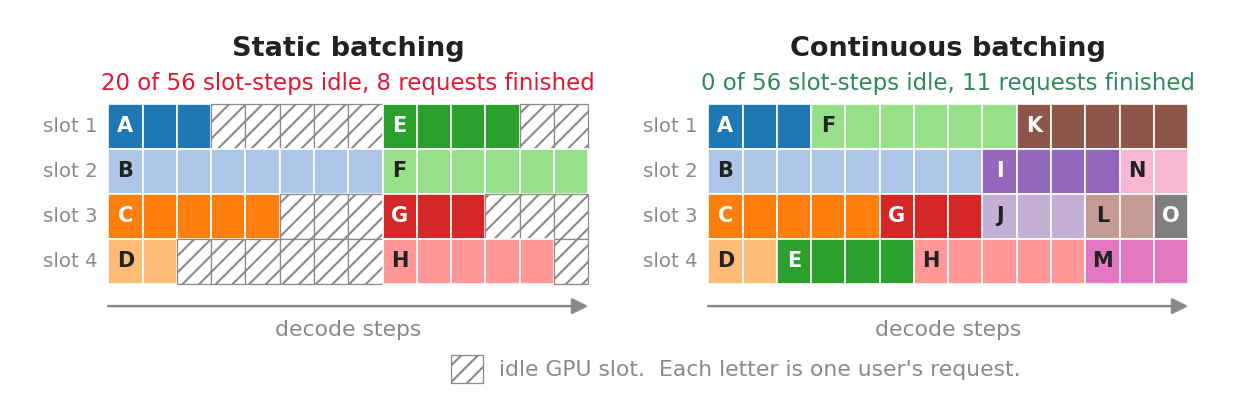 Static batching
20 of 56 slot-steps idle, 8 requests finished
slot 1 A E
slot 2 B F
slot 3 C G
slot 4 D H
decode steps
Continuous batching
0 of 56 slot-steps idle, 11 requests finished
slot 1 A F K
slot 2 B I N
slot 3 C G J L O
slot 4 D E H M
decode steps
idle GPU slot. Each letter is one user's request.